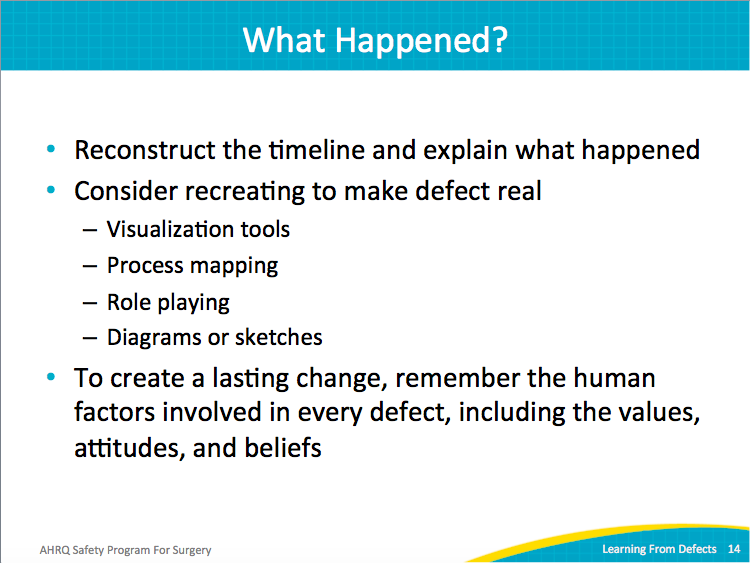 What Happened?
• Reconstruct the timeline and explain what happened
• Consider recreating to make defect real
– Visualization tools
– Process mapping
– Role playing
– Diagrams or sketches
• To create a lasting change, remember the human
factors involved in every defect, including the values,
attitudes, and beliefs
AHRQ Safety Program For Surgery
Learning From Defects 14